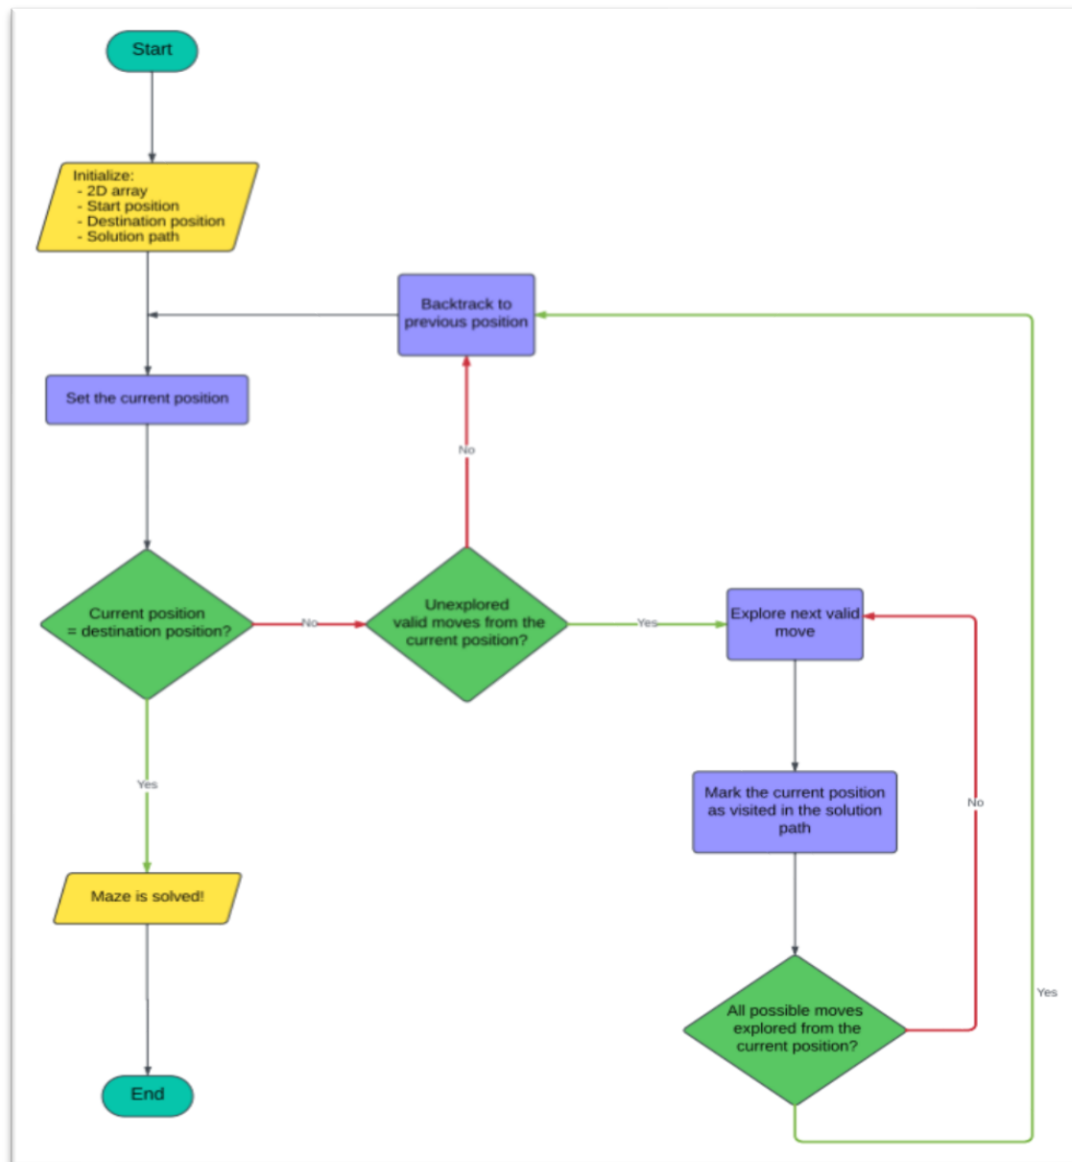 Start
Initialize:
- 2D array
- Start position
- Destination position
- Solution path
Backtrack to
previous position
Set the current position
No
Current position
= destination position?
No
Unexplored
valid moves from the
current position?
Yes
Explore next valid
move
Yes
Mark the current position
as visited in the solution
path
No
Maze is solved!
All possible moves
explored from the
current position?
Yes
End